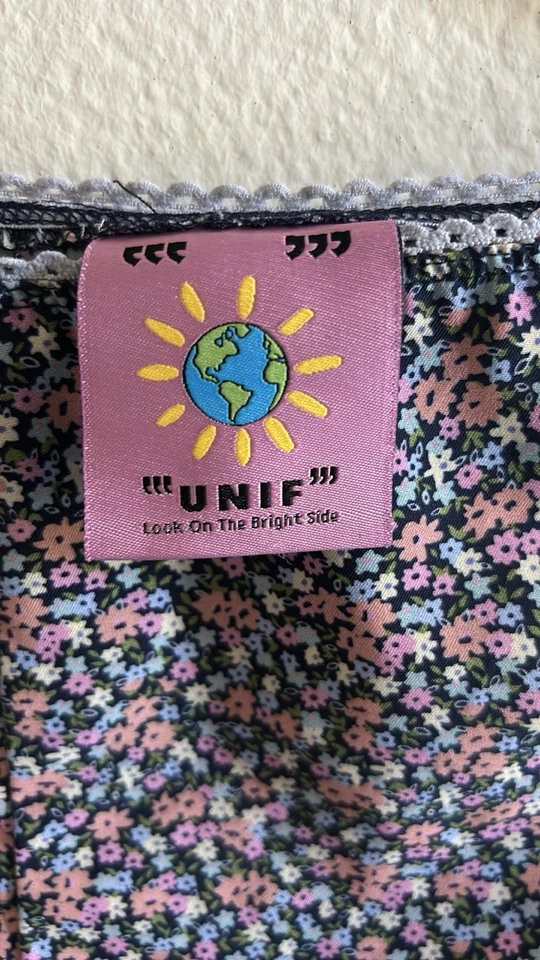 ‘‘‘ ’’’
‘‘‘UNIF’’’
Look On The Bright Side